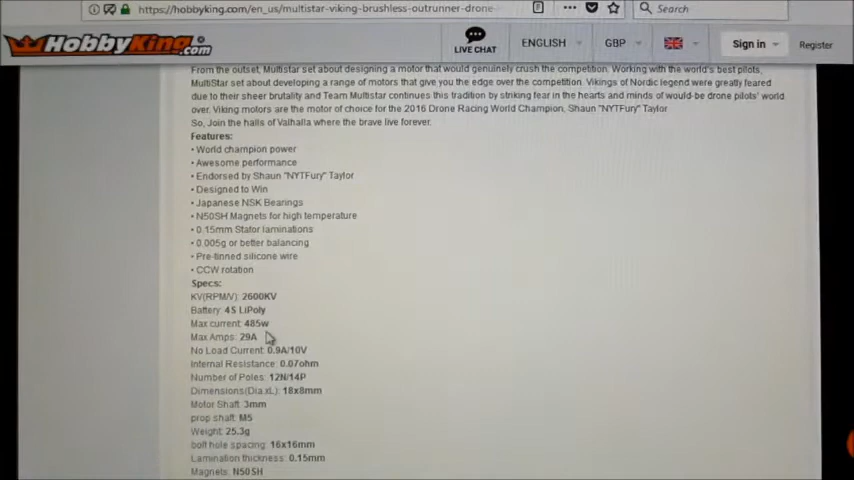 https://hobbyking.com/en_us/multistar-viking-brushless-outrunner-drone-
Search
HobbyKing.com
LIVE CHAT
ENGLISH
GBP
Sign in
Register
From the outset, Multistar set about designing a motor that would genuinely crush the competition. Working with the world's best pilots,
MultiStar set about developing a range of motors that give you the edge over the competition. Vikings of Nordic legend were greatly feared
due to their sheer brutality and Team Multistar continues this tradition by striking fear in the hearts and minds of would-be drone pilots' world
over. Viking motors are the motor of choice for the 2016 Drone Racing World Champion, Shaun "NYTFury" Taylor
So, Join the halls of Valhalla where the brave live forever.
Features:
• World champion power
• Awesome performance
• Endorsed by Shaun "NYTFury" Taylor
• Designed to Win
• Japanese NSK Bearings
• N50SH Magnets for high temperature
• 0.15mm Stator laminations
• 0.005g or better balancing
• Pre-tinned silicone wire
• CCW rotation
Specs:
KV(RPM/V): 2600KV
Battery: 4S LiPoly
Max current: 485w
Max Amps: 29A
No Load Current: 0.9A/10V
Internal Resistance: 0.07ohm
Number of Poles: 12N/14P
Dimensions(Dia.xL): 18x8mm
Motor Shaft: 3mm
prop shaft: M5
Weight: 25.3g
bolt hole spacing: 16x16mm
Lamination thickness: 0.15mm
Magnets: N50SH